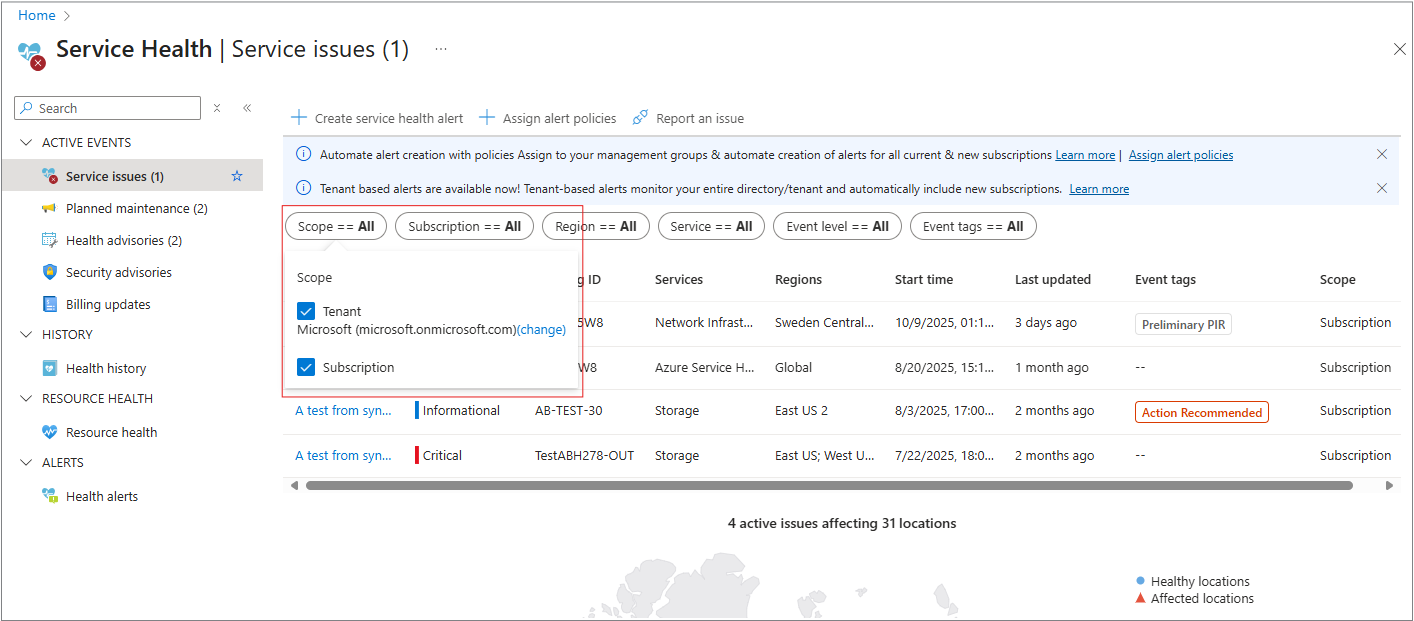 Home
Service Health | Service issues (1) ...
Search
Create service health alert Assign alert policies Report an issue
ACTIVE EVENTS
Service issues (1)
Planned maintenance (2)
Health advisories (2)
Security advisories
Billing updates
HISTORY
Health history
RESOURCE HEALTH
Resource health
ALERTS
Health alerts
Automate alert creation with policies Assign to your management groups & automate creation of alerts for all current & new subscriptions Learn more | Assign alert policies
Tenant based alerts are available now! Tenant-based alerts monitor your entire directory/tenant and automatically include new subscriptions. Learn more
Scope == All Subscription == All Region == All Service == All Event level == All Event tags == All
Scope
Tenant
Microsoft (microsoft.onmicrosoft.com)(change)
Subscription
g ID Services Regions Start time Last updated Event tags Scope
5W8 Network Infrast... Sweden Central... 10/9/2025, 01:1... 3 days ago Preliminary PIR Subscription
W8 Azure Service H... Global 8/20/2025, 15:1... 1 month ago -- Subscription
A test from syn... Informational AB-TEST-30 Storage East US 2 8/3/2025, 17:00... 2 months ago Action Recommended Subscription
A test from syn... Critical TestABH278-OUT Storage East US; West U... 7/22/2025, 18:0... 2 months ago -- Subscription
4 active issues affecting 31 locations
Healthy locations
Affected locations